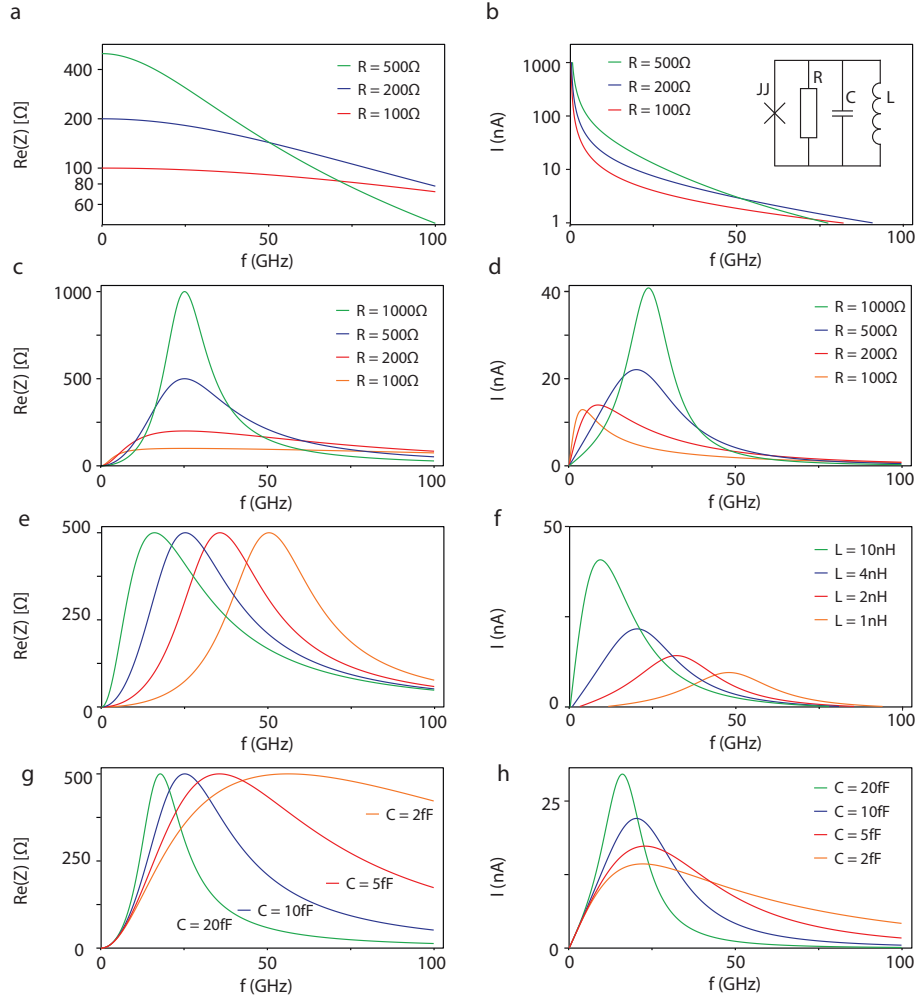 a
Re(Z) [Ω]
400
200
100
80
60
0
50
100
f (GHz)
R = 500Ω
R = 200Ω
R = 100Ω
b
I (nA)
1000
100
10
1
0
50
100
f (GHz)
R = 500Ω
R = 200Ω
R = 100Ω
JJ
R
C
L
c
Re(Z) [Ω]
1000
500
0
0
50
100
f (GHz)
R = 1000Ω
R = 500Ω
R = 200Ω
R = 100Ω
d
I (nA)
40
20
0
0
50
100
f (GHz)
R = 1000Ω
R = 500Ω
R = 200Ω
R = 100Ω
e
Re(Z) [Ω]
500
250
0
0
50
100
f (GHz)
f
I (nA)
50
25
0
0
50
100
f (GHz)
L = 10nH
L = 4nH
L = 2nH
L = 1nH
g
Re(Z) [Ω]
500
250
0
0
50
100
f (GHz)
C = 2fF
C = 5fF
C = 10fF
C = 20fF
h
I (nA)
25
0
0
50
100
f (GHz)
C = 20fF
C = 10fF
C = 5fF
C = 2fF